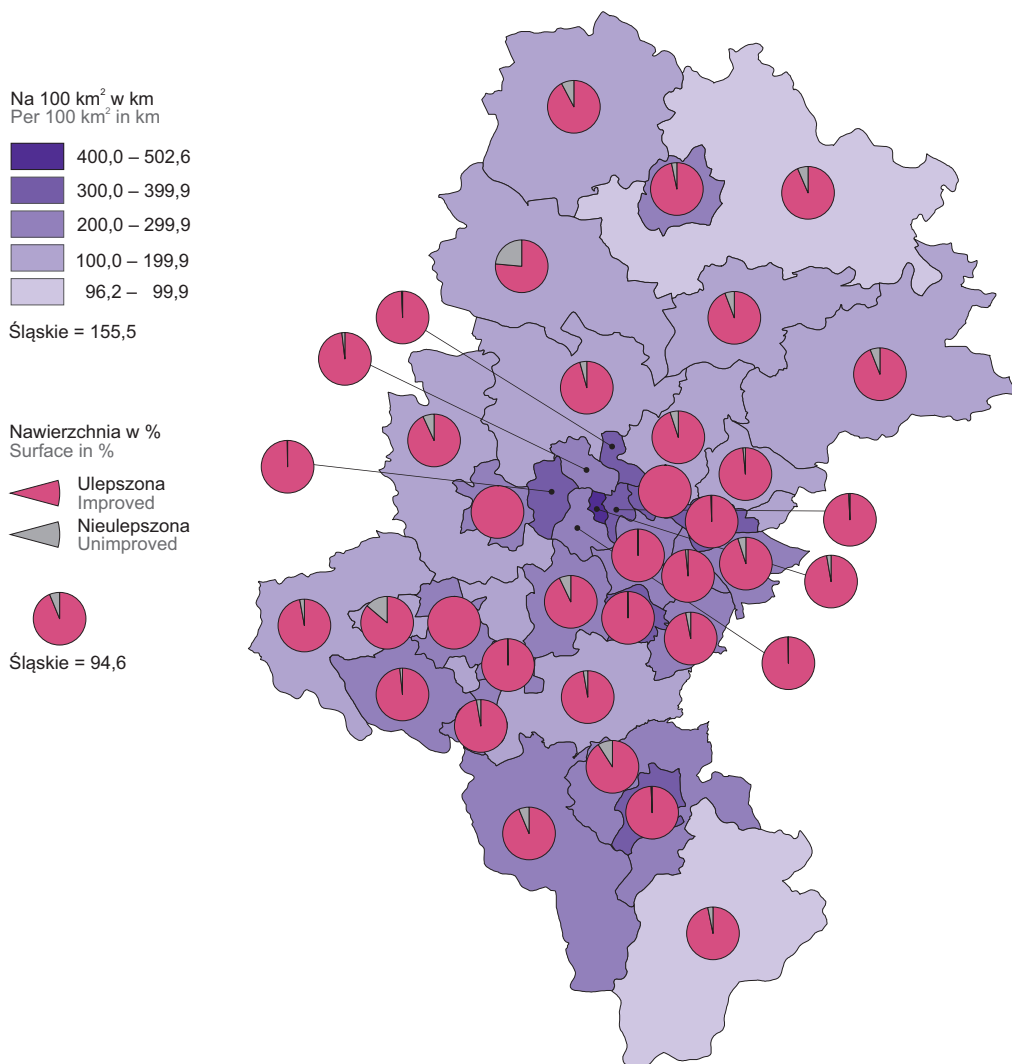 Na 100 km² w km
Per 100 km² in km
400,0 – 502,6
300,0 – 399,9
200,0 – 299,9
100,0 – 199,9
96,2 – 99,9
Śląskie = 155,5
Nawierzchnia w %
Surface in %
Ulepszona
Improved
Nieulepszona
Unimproved
Śląskie = 94,6